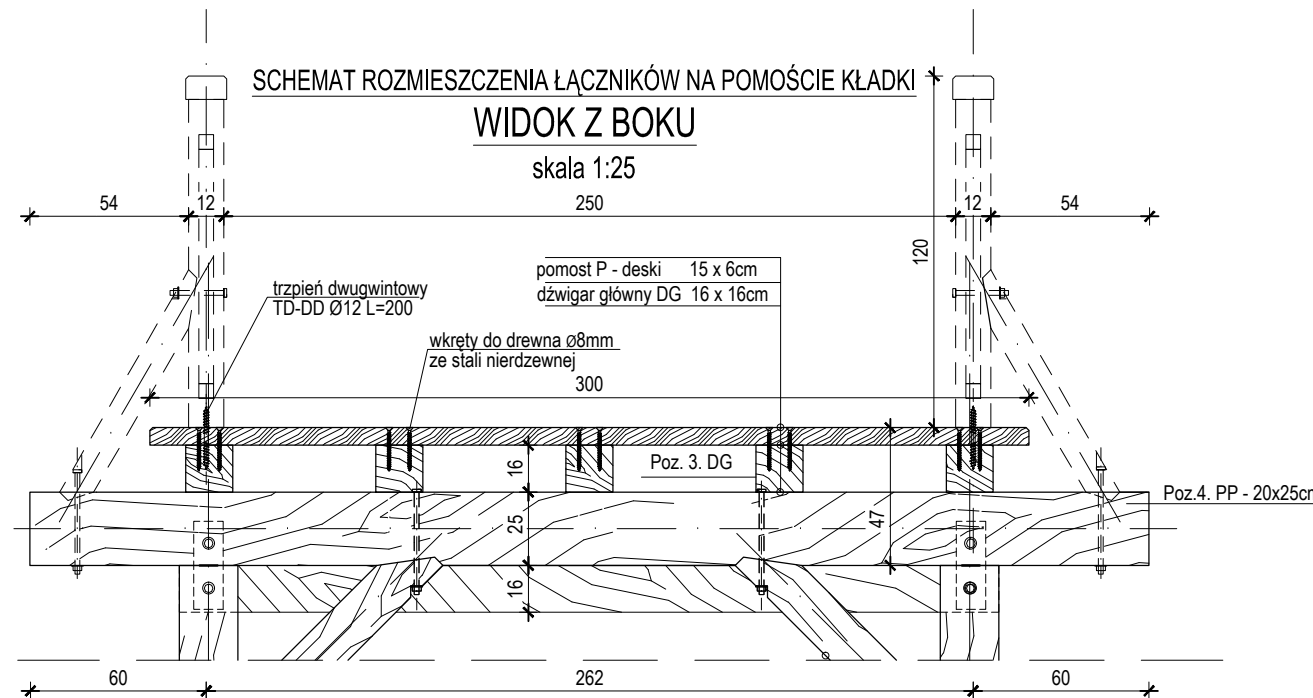 SCHEMAT ROZMIESZCZENIA ŁĄCZNIKÓW NA POMOŚCIE KŁADKI
WIDOK Z BOKU
skala 1:25
54
12
250
12
54
120
pomost P - deski 15 x 6cm
dźwigar główny DG 16 x 16cm
trzpień dwugwintowy
TD-DD Ø12 L=200
wkręty do drewna ø8mm
ze stali nierdzewnej
300
16
Poz. 3. DG
Poz.4. PP - 20x25cm
25
47
16
60
262
60